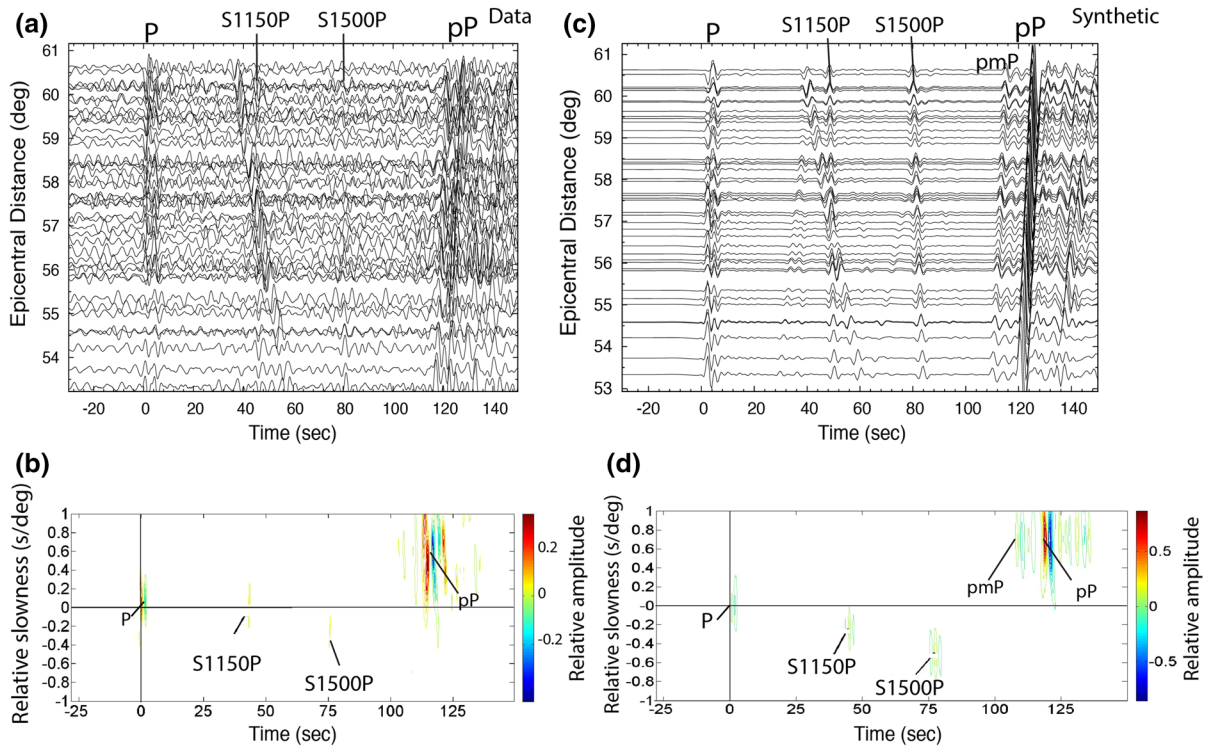 (a)
S1150P
S1500P
Data
P
pP
61
60
59
58
57
56
55
54
Epicentral Distance (deg)
-20 0 20 40 60 80 100 120 140
Time (sec)
(c)
S1150P
S1500P
Synthetic
P
pP
pmP
61
60
59
58
57
56
55
54
53
Epicentral Distance (deg)
-20 0 20 40 60 80 100 120 140
Time (sec)
(b)
Relative slowness (s/deg)
1
0.8
0.6
0.4
0.2
0
-0.2
-0.4
-0.6
-0.8
-1
P
S1150P
S1500P
pP
-25 0 25 50 75 100 125
Time (sec)
0.2
0
-0.2
Relative amplitude
(d)
Relative slowness (s/deg)
1
0.8
0.6
0.4
0.2
-0
-0.2
-0.4
-0.6
-0.8
-1
P
S1150P
S1500P
pmP
pP
-25 0 25 50 75 100 125
Time (sec)
0.5
0
-0.5
Relative amplitude